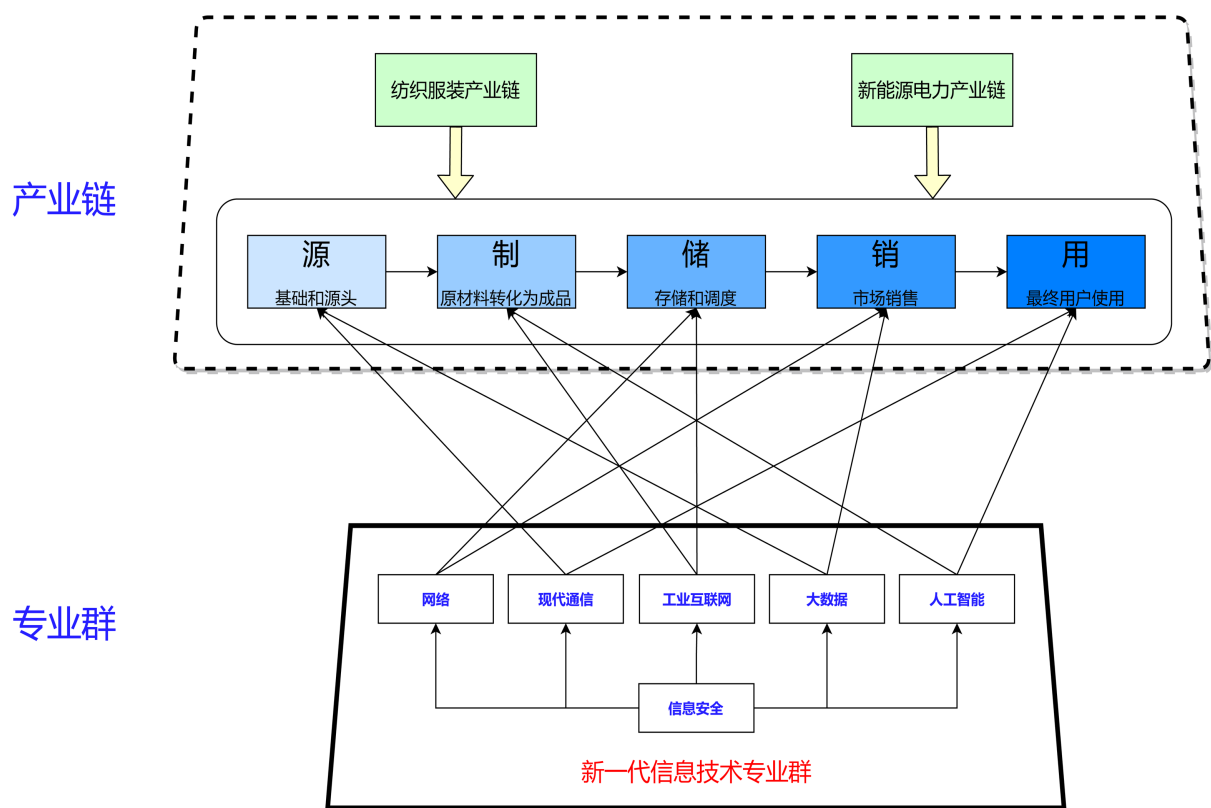 纺织服装产业链
新能源电力产业链
产业链
源
制
储
销
用
基础和源头
原材料转化为成品
存储和调度
市场销售
最终用户使用
专业群
网络
现代通信
工业互联网
大数据
人工智能
信息安全
新一代信息技术专业群